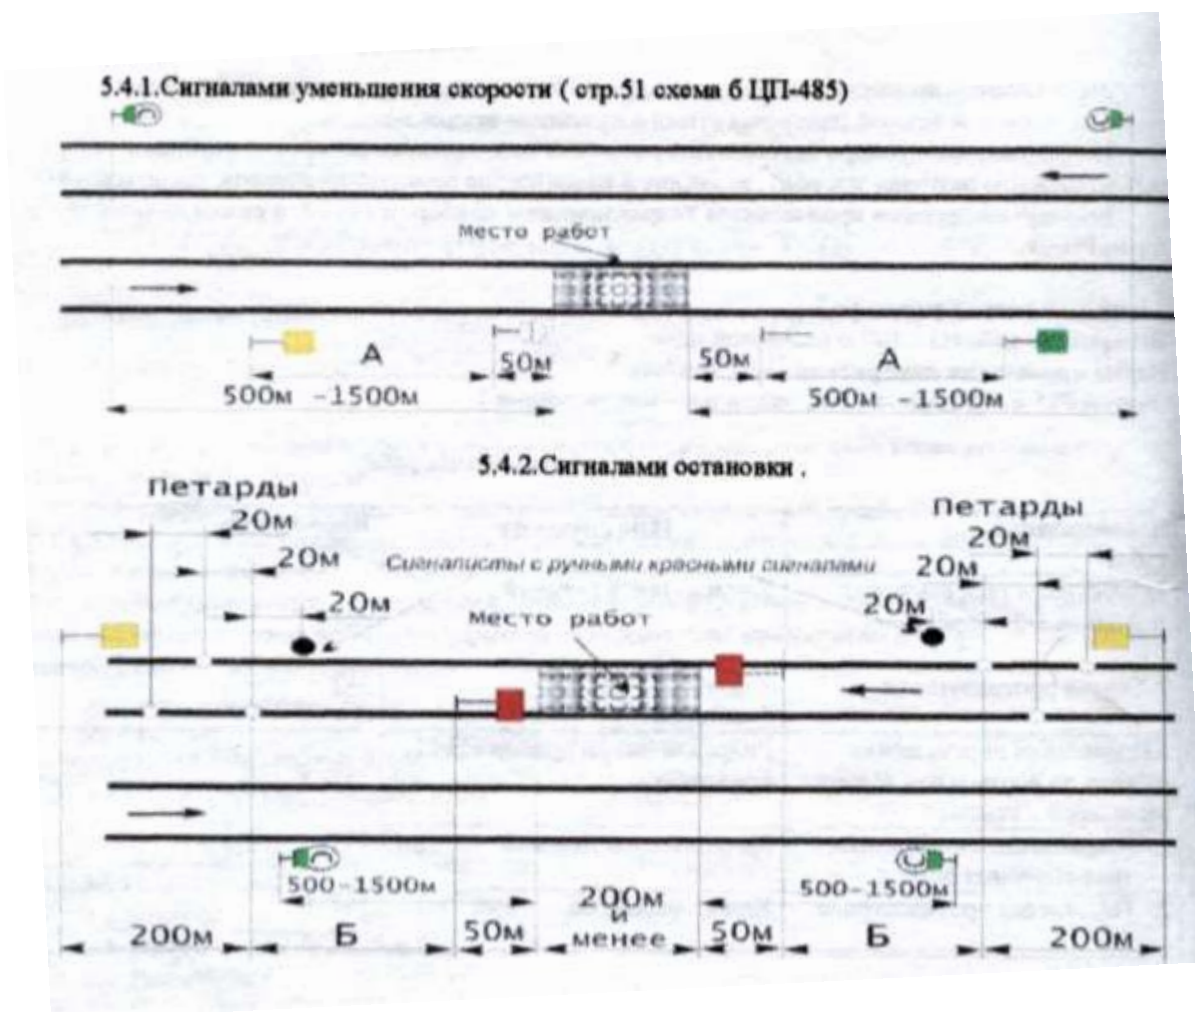 5.4.1.Сигналами уменьшения скорости ( стр.51 схема б ЦП-485)
Место работ
А
50м
50м
А
500м -1500м
500м -1500м
5.4.2.Сигналами остановки .
Петарды
Петарды
20м
20м
20м
Сигналисты с ручными красными сигналами
20м
20м
Место работ
20м
500-1500м
500-1500м
200м
и
менее
200м
Б
50м
50м
Б
200м